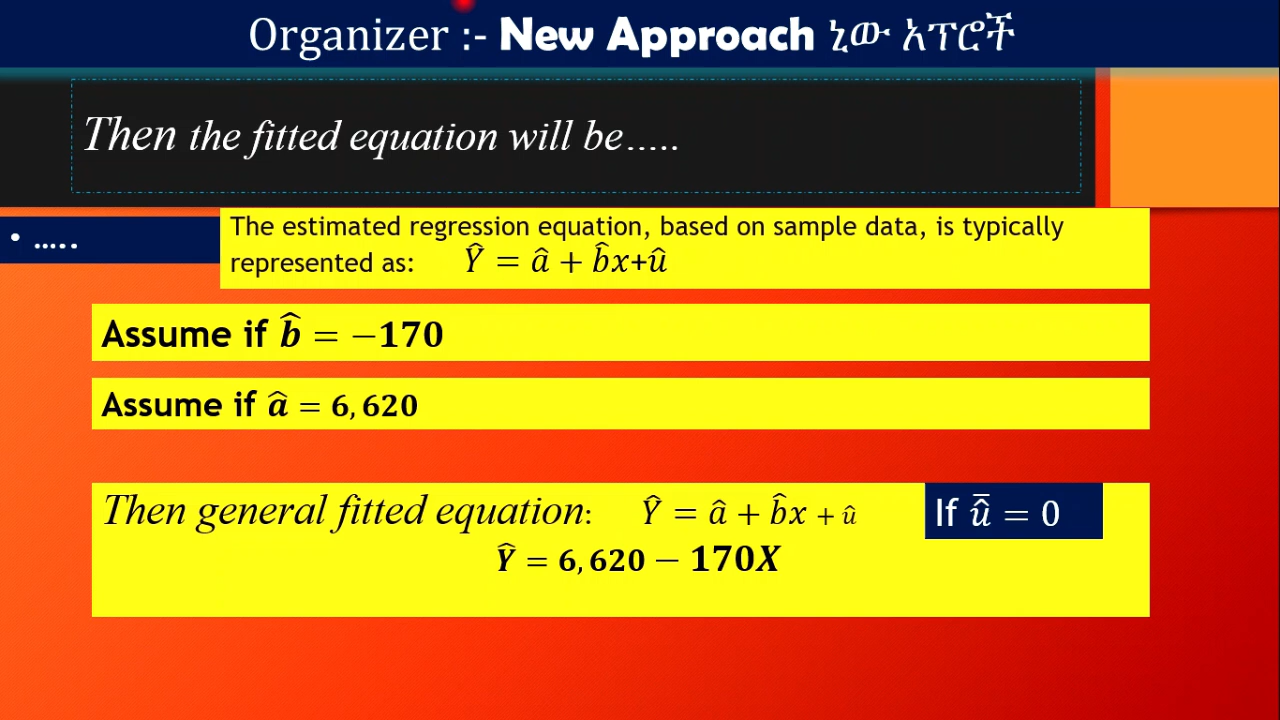 Organizer :- New Approach ኒው አፕሮች
Then the fitted equation will be.....
• .....
The estimated regression equation, based on sample data, is typically
represented as: Ŷ = â + b̂x+û
Assume if b̂ = −170
Assume if â = 6,620
Then general fitted equation: Ŷ = â + b̂x + û
If û̅ = 0
Ŷ = 6,620 − 170X